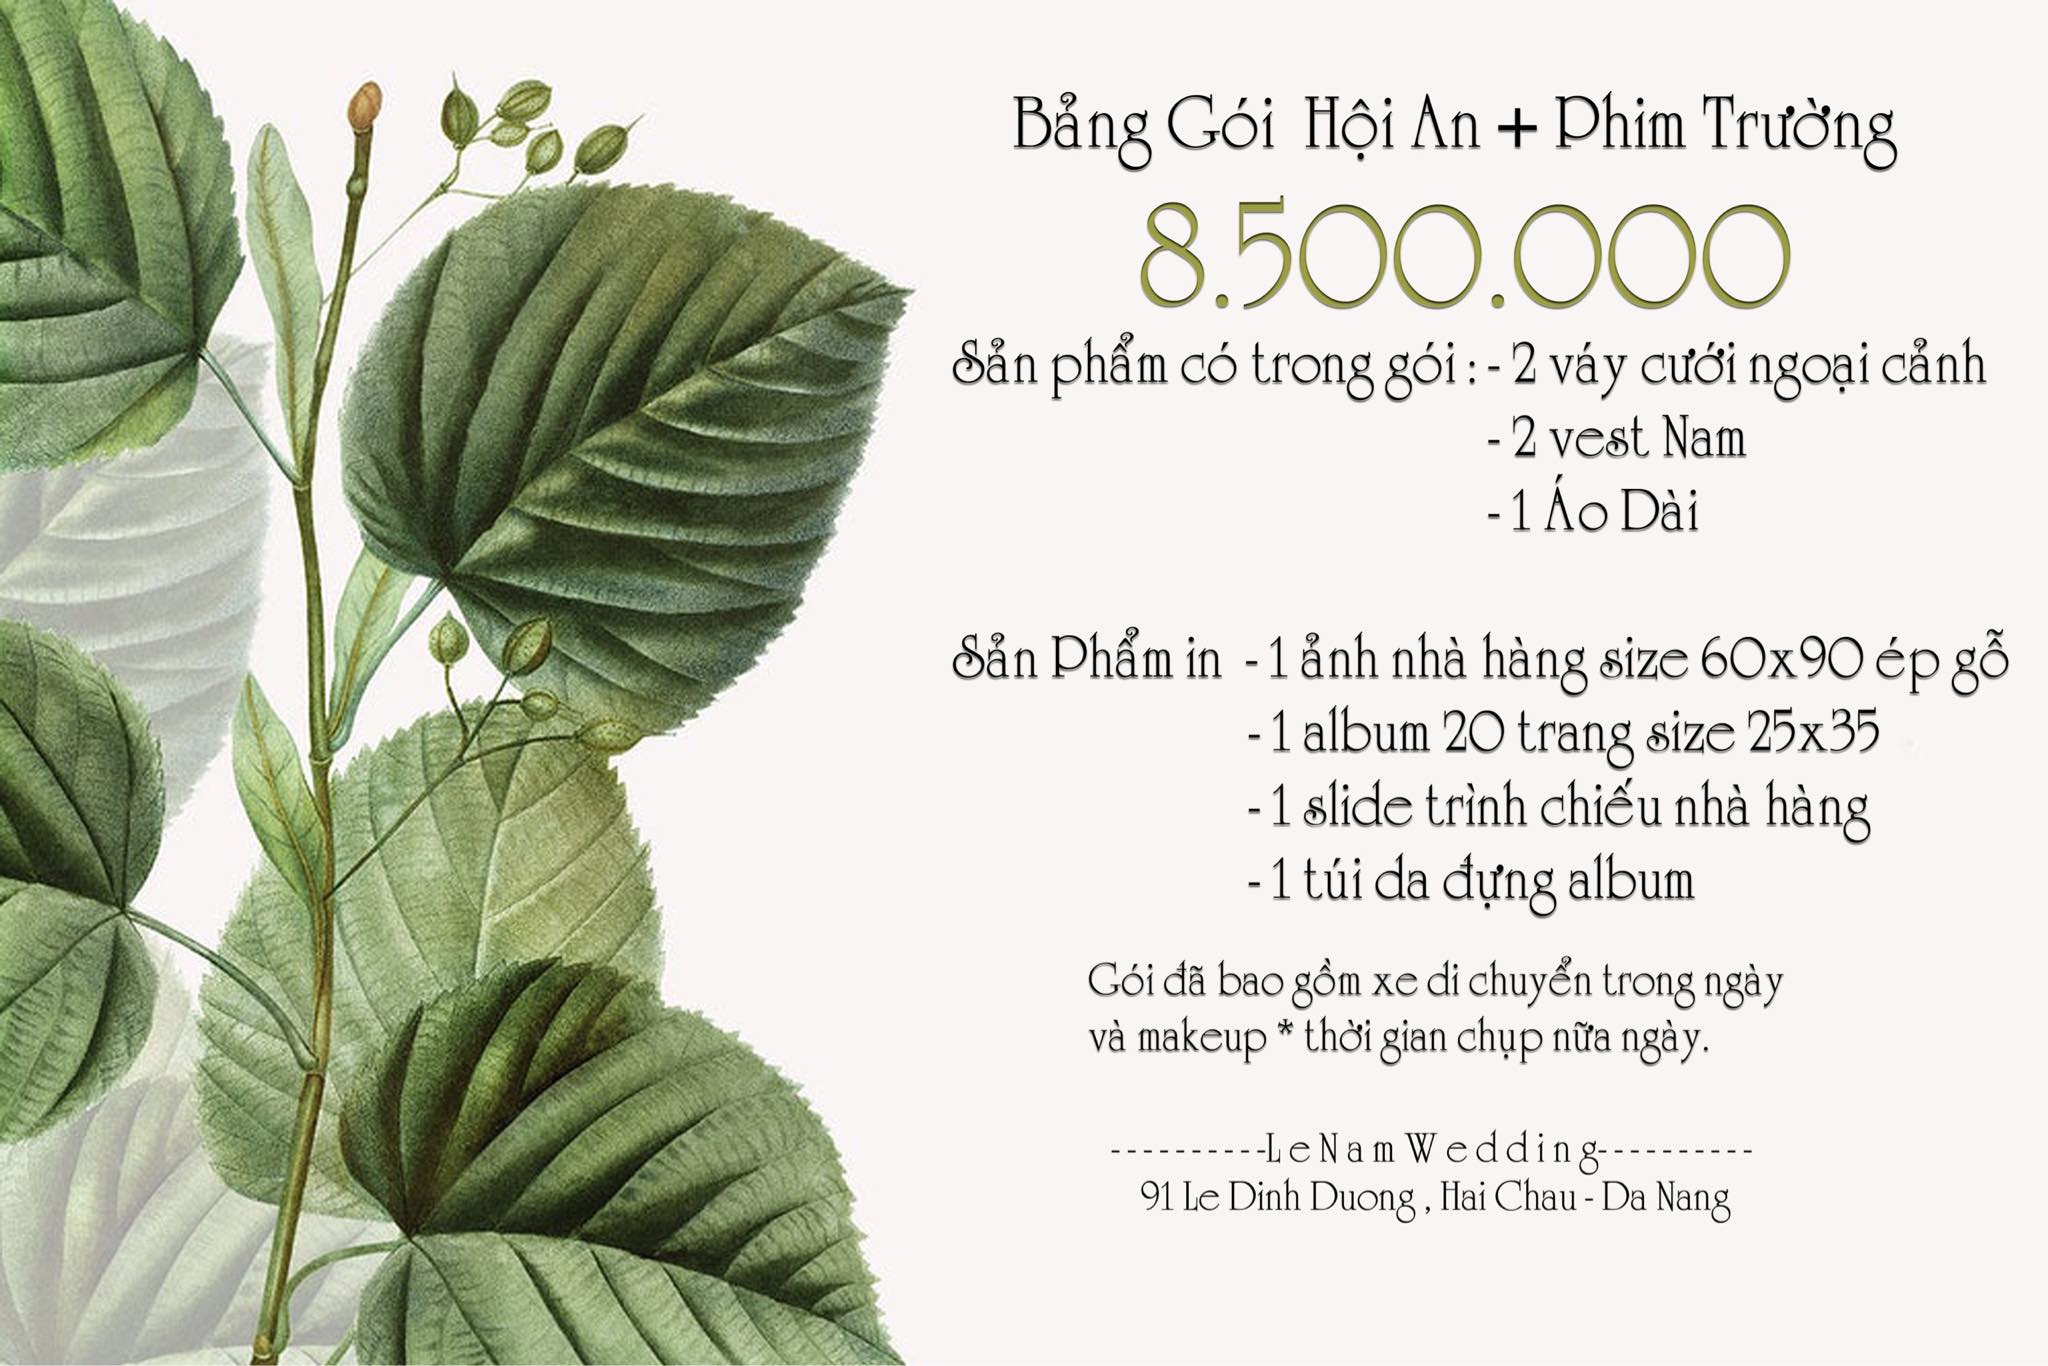 Bảng Gói Hội An + Phim Trường
8.500.000
Sản phẩm có trong gói : - 2 váy cưới ngoại cảnh
- 2 vest Nam
- 1 Áo Dài
Sản Phẩm in - 1 ảnh nhà hàng size 60x90 ép gỗ
- 1 album 20 trang size 25x35
- 1 slide trình chiếu nhà hàng
- 1 túi da đựng album
Gói đã bao gồm xe di chuyển trong ngày
và makeup * thời gian chụp nữa ngày.
----------LeNam Wedding----------
91 Le Dinh Duong , Hai Chau - Da Nang